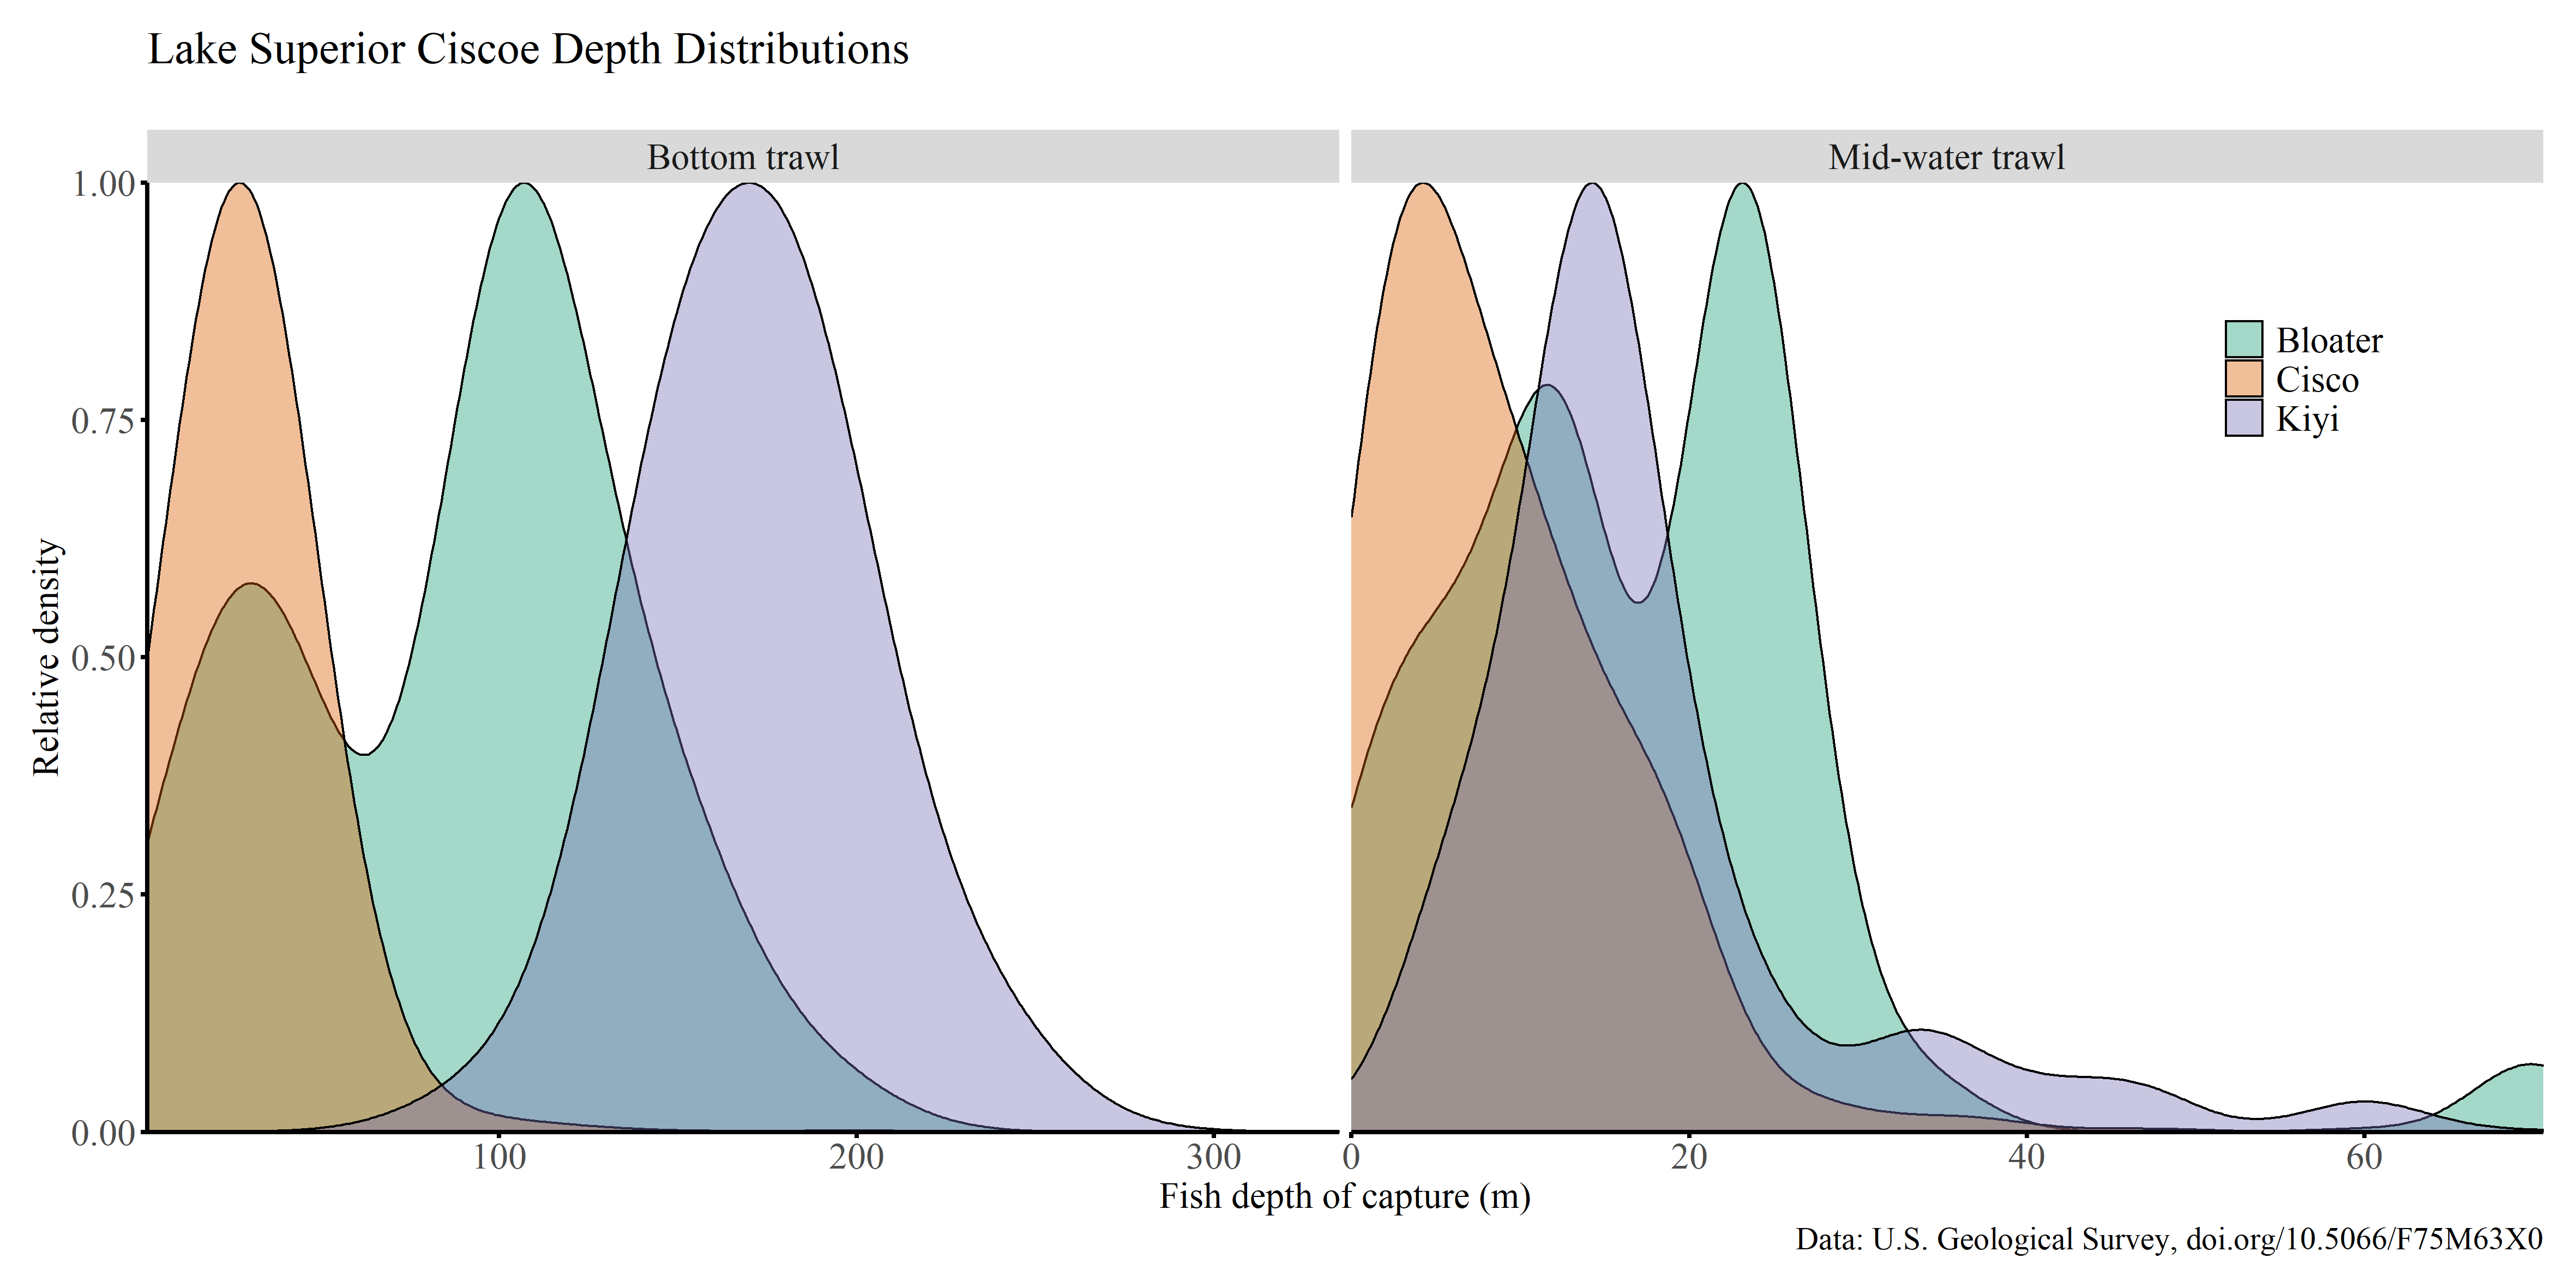 Lake Superior Ciscoe Depth Distributions
Bottom trawl
Mid-water trawl
1.00
0.75
0.50
0.25
0.00
Relative density
Bloater
Cisco
Kiyi
100
200
300
0
20
40
60
Fish depth of capture (m)
Data: U.S. Geological Survey, doi.org/10.5066/F75M63X0